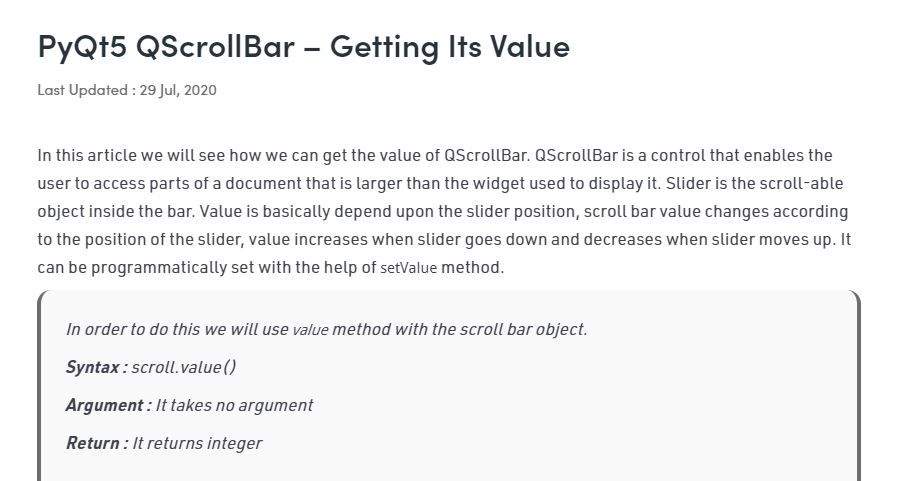 PyQt5 QScrollBar – Getting Its Value
Last Updated : 29 Jul, 2020
In this article we will see how we can get the value of QScrollBar. QScrollBar is a control that enables the
user to access parts of a document that is larger than the widget used to display it. Slider is the scroll-able
object inside the bar. Value is basically depend upon the slider position, scroll bar value changes according
to the position of the slider, value increases when slider goes down and decreases when slider moves up. It
can be programmatically set with the help of setValue method.
In order to do this we will use value method with the scroll bar object.
Syntax : scroll.value()
Argument : It takes no argument
Return : It returns integer